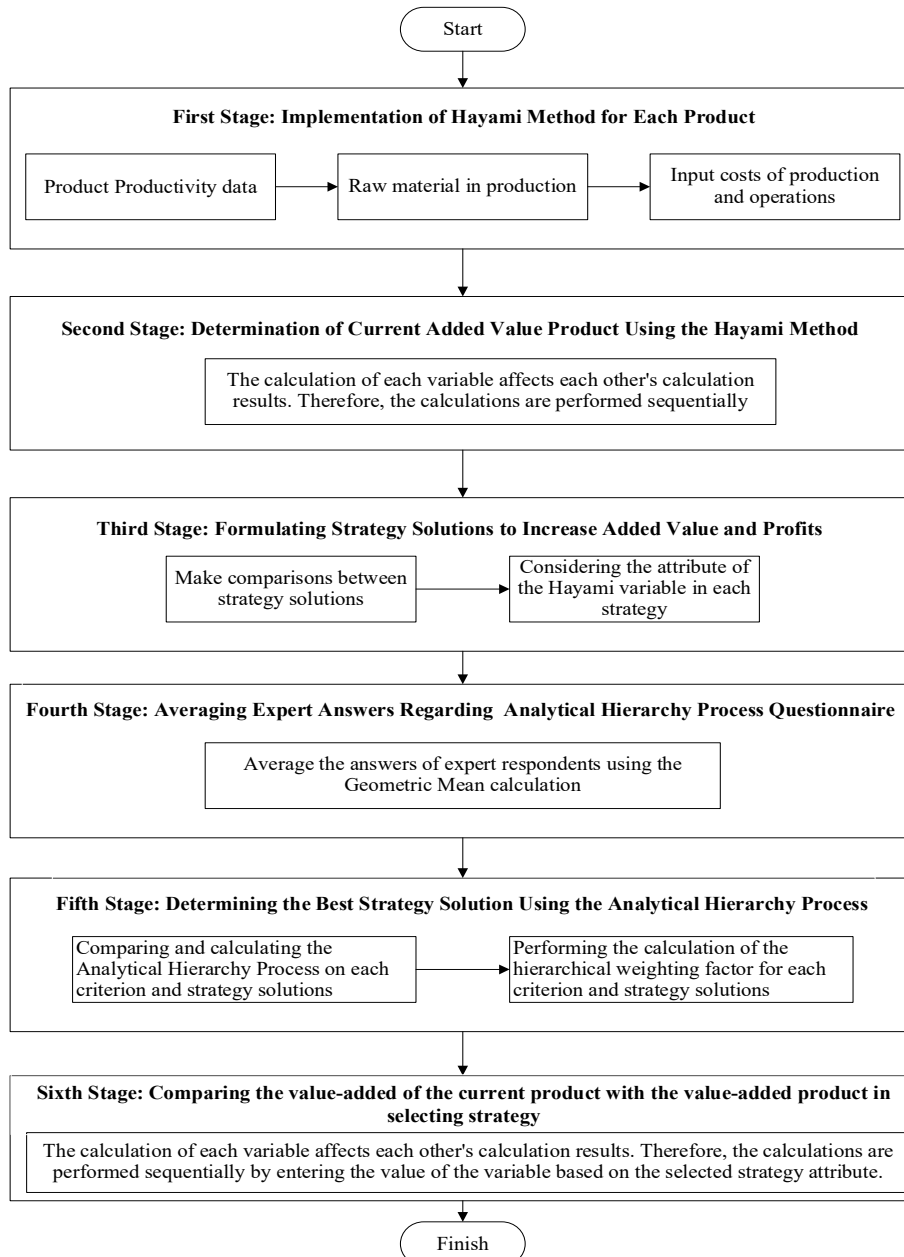 Start
First Stage: Implementation of Hayami Method for Each Product
Product Productivity data
Raw material in production
Input costs of production
and operations
Second Stage: Determination of Current Added Value Product Using the Hayami Method
The calculation of each variable affects each other's calculation
results. Therefore, the calculations are performed sequentially
Third Stage: Formulating Strategy Solutions to Increase Added Value and Profits
Make comparisons between
strategy solutions
Considering the attribute of
the Hayami variable in each
strategy
Fourth Stage: Averaging Expert Answers Regarding Analytical Hierarchy Process Questionnaire
Average the answers of expert respondents using the
Geometric Mean calculation
Fifth Stage: Determining the Best Strategy Solution Using the Analytical Hierarchy Process
Comparing and calculating the
Analytical Hierarchy Process on each
criterion and strategy solutions
Performing the calculation of the
hierarchical weighting factor for each
criterion and strategy solutions
Sixth Stage: Comparing the value-added of the current product with the value-added product in
selecting strategy
The calculation of each variable affects each other's calculation results. Therefore, the calculations are
performed sequentially by entering the value of the variable based on the selected strategy attribute.
Finish